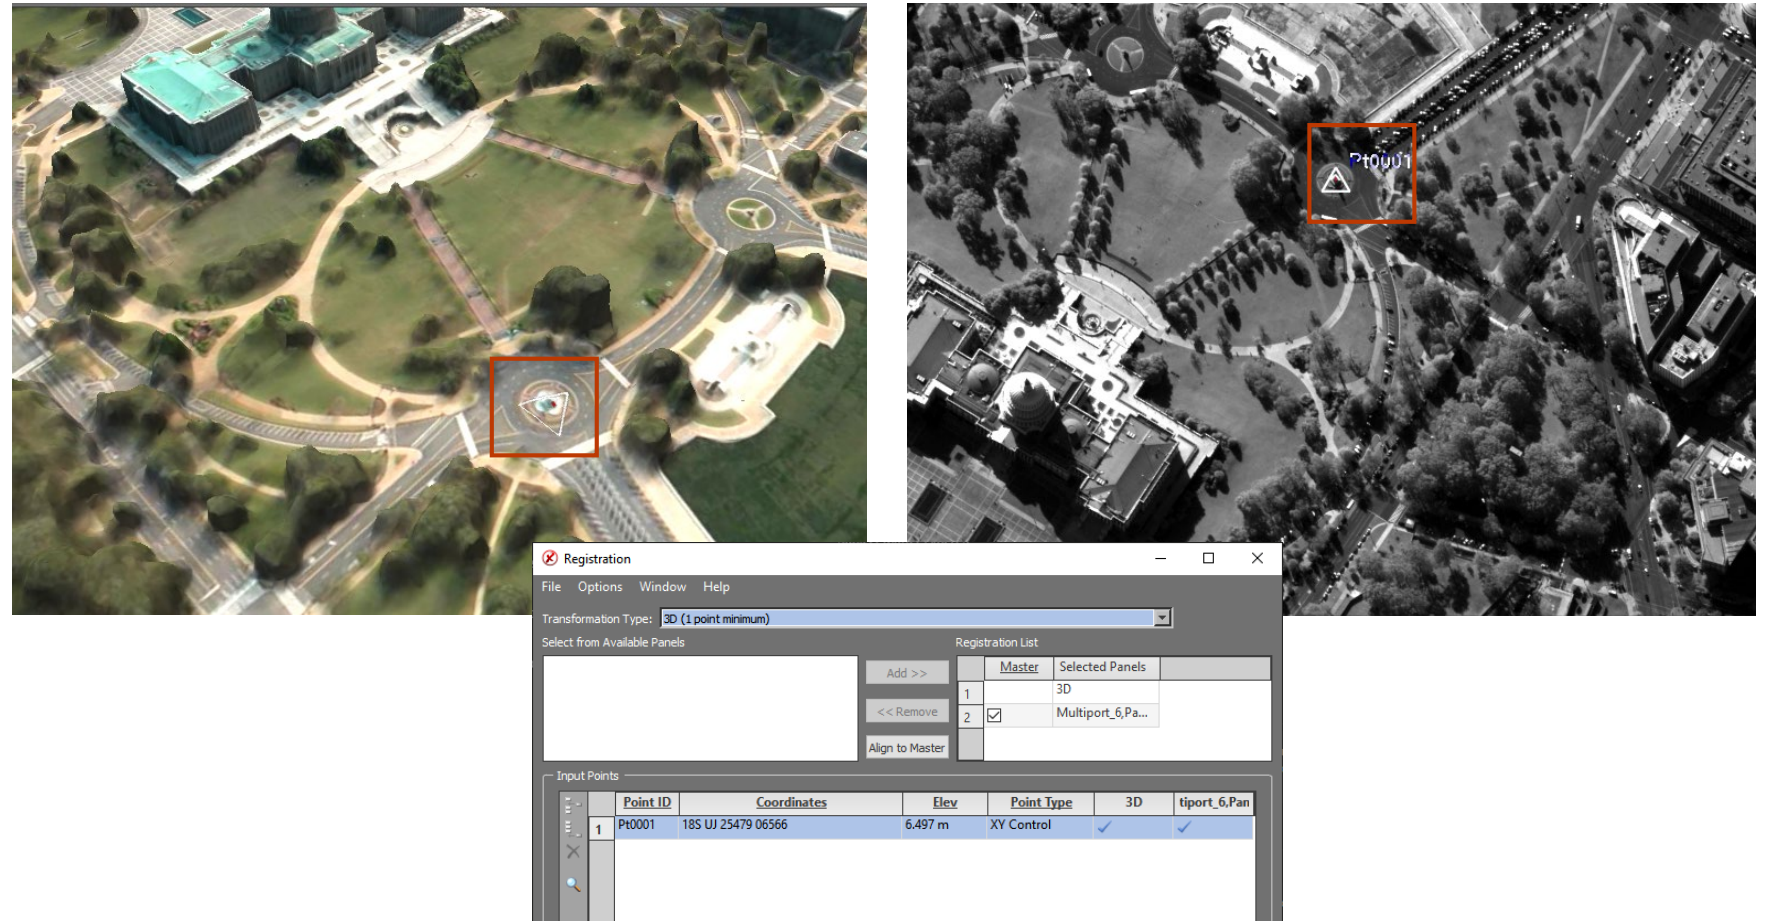 Pt0001
Registration
File Options Window Help
Transformation Type: 3D (1 point minimum)
Select from Available Panels
Registration List
Add >>
<< Remove
Align to Master
Master Selected Panels
1 3D
2 Multiport_6,Pa...
Input Points
Point ID Coordinates Elev Point Type 3D tiport_6,Pan
1 Pt0001 18S UJ 25479 06566 6.497 m XY Control